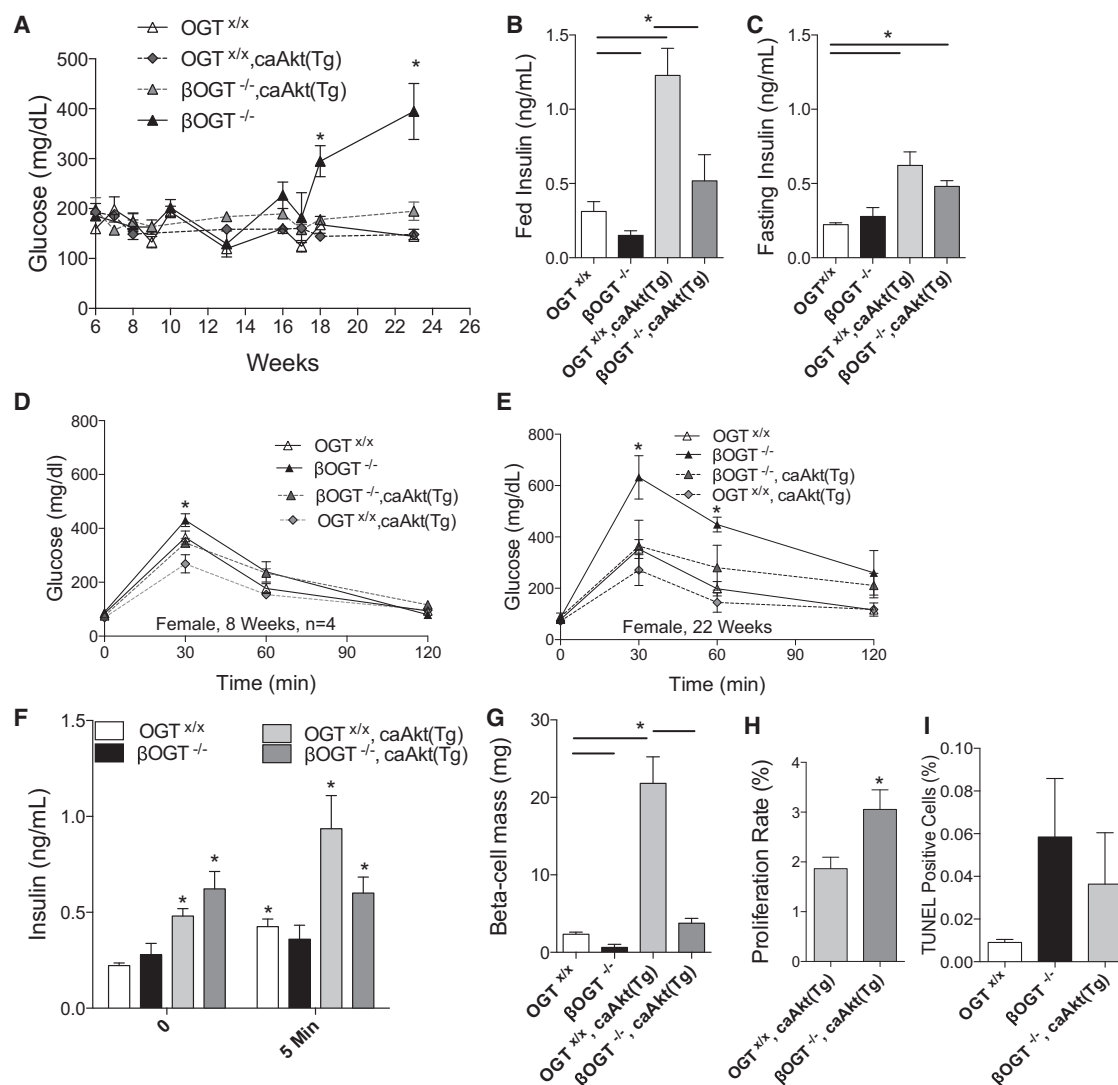 A
OGT x/x
OGT x/x,caAkt(Tg)
βOGT -/-,caAkt(Tg)
βOGT -/-
Glucose (mg/dL)
500
400
300
200
100
0
6 8 10 12 14 16 18 20 22 24 26
Weeks
*
*
B
Fed Insulin (ng/mL)
1.5
1.0
0.5
0.0
*
OGT x/x
βOGT -/-
OGT x/x,caAkt(Tg)
βOGT -/-,caAkt(Tg)
C
Fasting Insulin (ng/mL)
1.5
1.0
0.5
0.0
*
OGT x/x
βOGT -/-
OGT x/x,caAkt(Tg)
βOGT -/-,caAkt(Tg)
D
Glucose (mg/dl)
800
600
400
200
0
*
OGT x/x
βOGT -/-
βOGT -/-,caAkt(Tg)
OGT x/x,caAkt(Tg)
Female, 8 Weeks, n=4
0 30 60 90 120
Time (min)
E
Glucose (mg/dL)
800
600
400
200
0
*
*
OGT x/x
βOGT -/-
βOGT -/-, caAkt(Tg)
OGT x/x, caAkt(Tg)
Female, 22 Weeks
0 30 60 90 120
Time (min)
F
Insulin (ng/mL)
1.5
1.0
0.5
0.0
OGT x/x
βOGT -/-
OGT x/x, caAkt(Tg)
βOGT -/-, caAkt(Tg)
* * * * *
0
5 Min
G
Beta-cell mass (mg)
30
20
10
0
*
OGT x/x
βOGT -/-
OGT x/x, caAkt(Tg)
βOGT -/-, caAkt(Tg)
H
Proliferation Rate (%)
4
3
2
1
0
*
OGT x/x, caAkt(Tg)
βOGT -/-, caAkt(Tg)
I
TUNEL Positive Cells (%)
0.10
0.08
0.06
0.04
0.02
0.00
OGT x/x
βOGT -/-
βOGT -/-, caAkt(Tg)